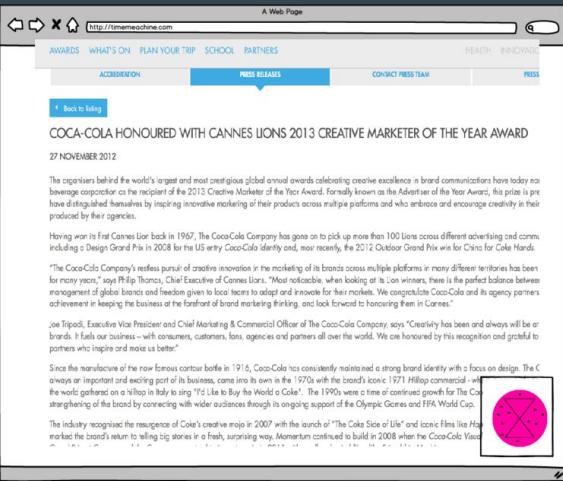 A Web Page
http://timemeachine.com
AWARDS WHAT'S ON PLAN YOUR TRIP SCHOOL PARTNERS HEALTH INNOVATIO
ACCREDITATION PRESS RELEASES CONTACT PRESS TEAM PRESS
Back to listing
COCA-COLA HONOURED WITH CANNES LIONS 2013 CREATIVE MARKETER OF THE YEAR AWARD
27 NOVEMBER 2012
The organisers behind the world's largest and most prestigious global annual awards celebrating creative excellence in brand communications have today na
beverage corporation as the recipient of the 2013 Creative Marketer of the Year Award. Formally known as the Advertiser of the Year Award, this prize is pre
have distinguished themselves by inspiring innovative marketing of their products across multiple platforms and who embrace and encourage creativity in their
produced by their agencies.
Having won its first Cannes Lion back in 1967, The Coca-Cola Company has gone on to pick up more than 100 Lions across different advertising and commu
including a Design Grand Prix in 2008 for the US entry Coca-Cola Identity and, most recently, the 2012 Outdoor Grand Prix win for China for Coke Hands.
"The Coca-Cola Company's restless pursuit of creative innovation in the marketing of its brands across multiple platforms in many different territories has been
for many years," says Philip Thomas, Chief Executive of Cannes Lions. "Most noticeable, when looking at its Lion winners, there is the perfect balance betwee
management of global brands and freedom given to local teams to adapt and innovate for their markets. We congratulate Coca-Cola and its agency partners
achievement in keeping the business at the forefront of brand marketing thinking, and look forward to honouring them in Cannes."
Joe Tripodi, Executive Vice President and Chief Marketing & Commercial Officer of The Coca-Cola Company, says "Creativity has been and always will be at
brands. It fuels our business – with consumers, customers, fans, agencies and partners all over the world. We are honoured by this recognition and grateful to
partners who inspire and make us better."
Since the manufacture of the now famous contour bottle in 1916, Coca-Cola has consistently maintained a strong brand identity with a focus on design. The C
always an important and exciting part of its business, came into its own in the 1970s with the brand's iconic 1971 Hilltop commercial - wh
the world gathered on a hilltop in Italy to sing "I'd Like to Buy the World a Coke". The 1990s were a time of continued growth for The Coc
strengthening of the brand by connecting with wider audiences through its on-going support of the Olympic Games and FIFA World Cup.
The industry recognised the resurgence of Coke's creative mojo in 2007 with the launch of "The Coke Side of Life" and iconic films like Hap
marked the brand's return to telling big stories in a fresh, surprising way. Momentum continued to build in 2008 when the Coca-Cola Visual